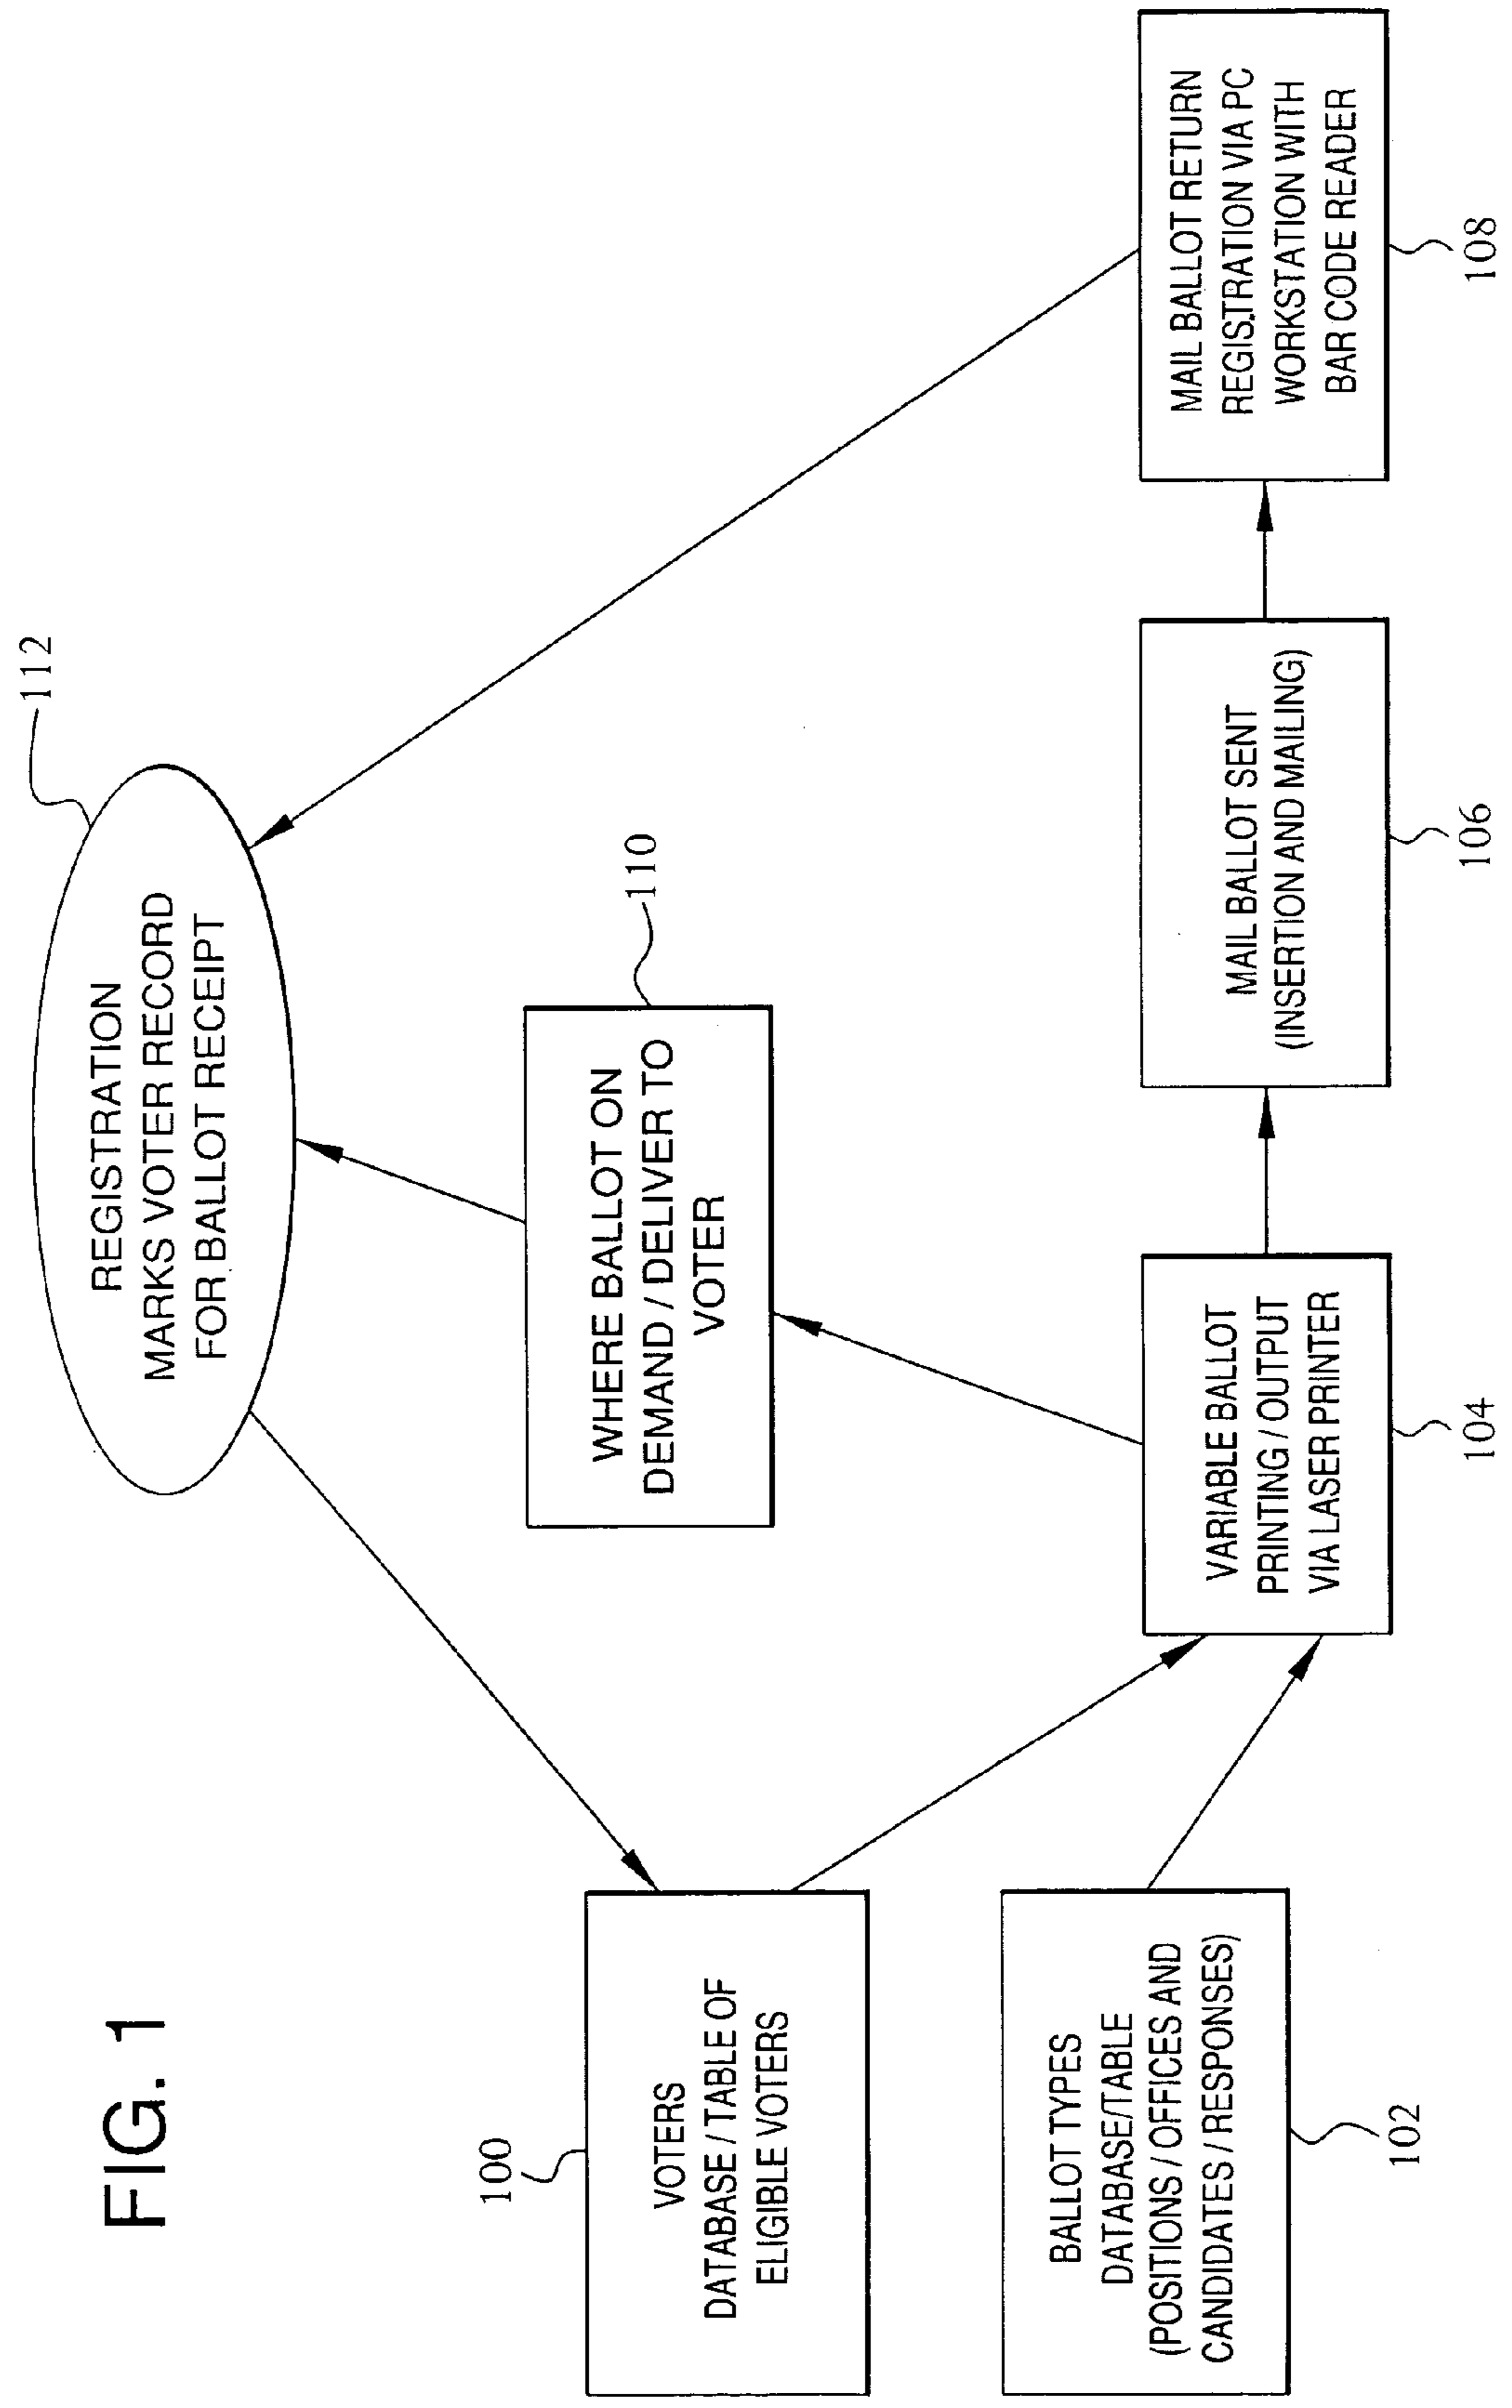 FIG. 1
REGISTRATION
MARKS VOTER RECORD
FOR BALLOT RECEIPT
112
100
VOTERS
DATABASE / TABLE OF
ELIGIBLE VOTERS
WHERE BALLOT ON
DEMAND / DELIVER TO
VOTER
110
BALLOT TYPES
DATABASE/TABLE
(POSITIONS / OFFICES AND
CANDIDATES / RESPONSES)
102
VARIABLE BALLOT
PRINTING / OUTPUT
VIA LASER PRINTER
104
MAIL BALLOT SENT
(INSERTION AND MAILING)
106
MAIL BALLOT RETURN
REGISTRATION VIA PC
WORKSTATION WITH
BAR CODE READER
108